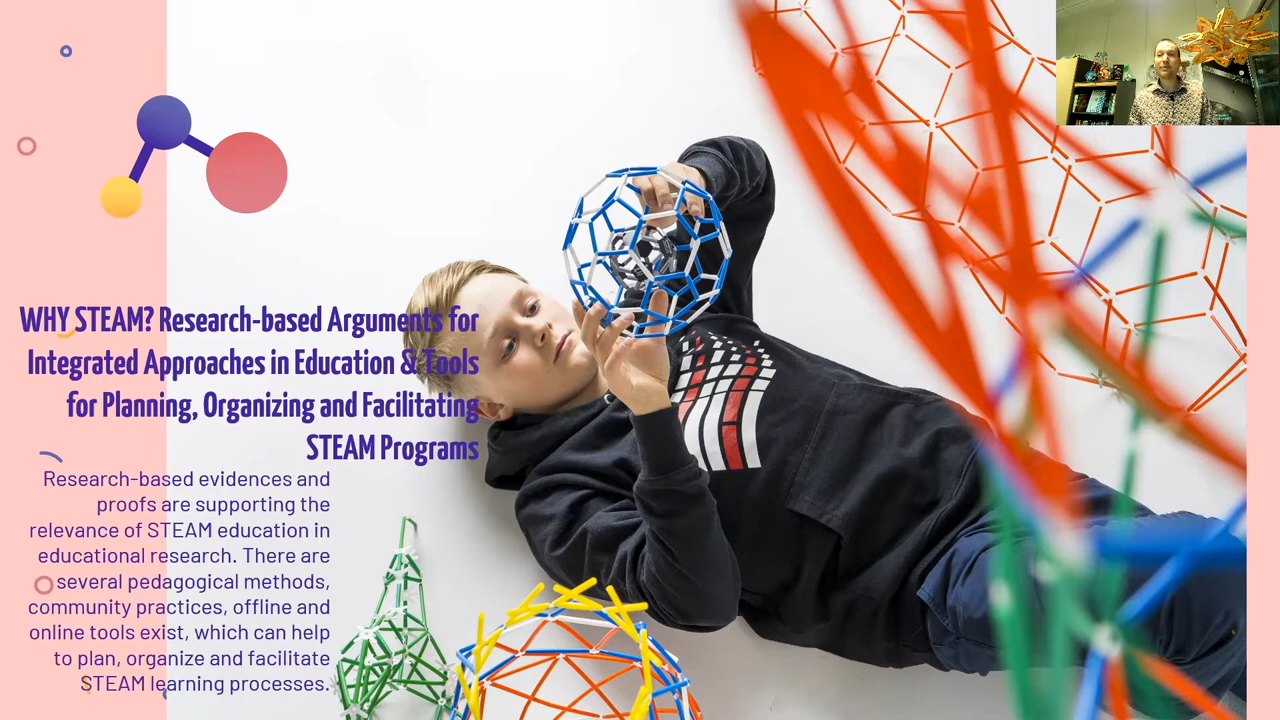 WHY STEAM? Research-based Arguments for
Integrated Approaches in Education & Tools
for Planning, Organizing and Facilitating
STEAM Programs
Research-based evidences and
proofs are supporting the
relevance of STEAM education in
educational research. There are
several pedagogical methods,
community practices, offline and
online tools exist, which can help
to plan, organize and facilitate
STEAM learning processes.